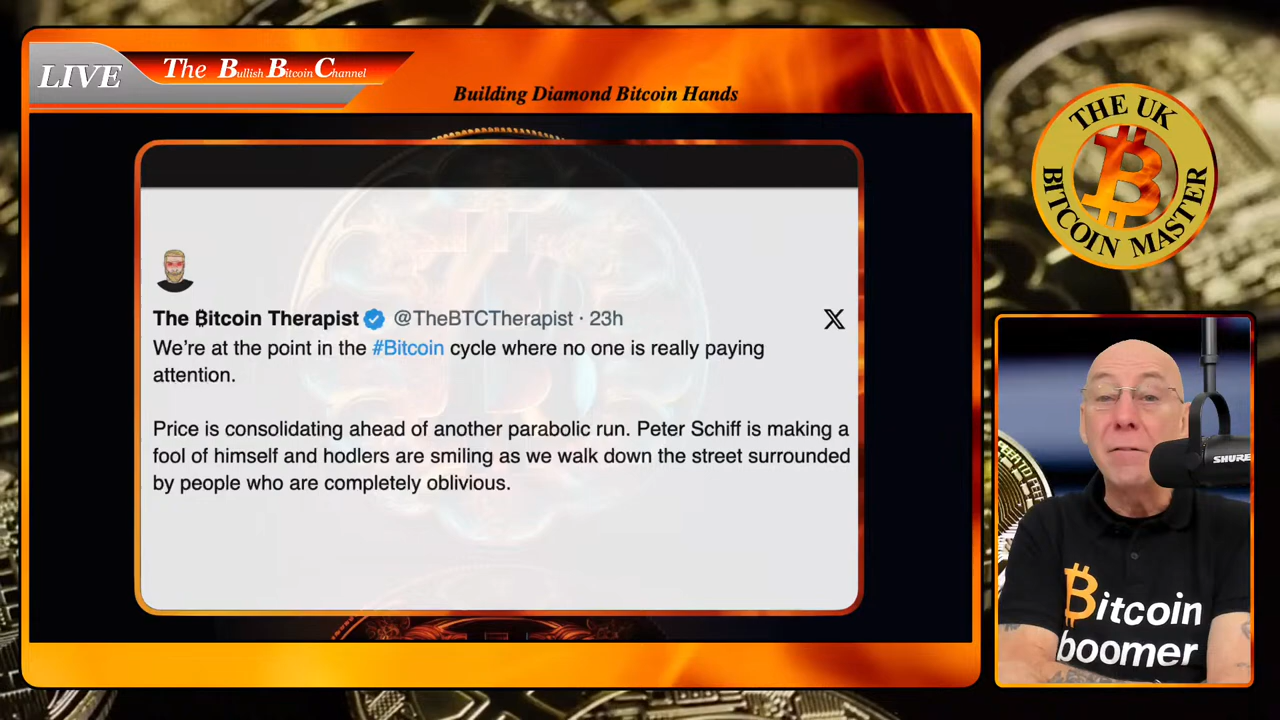 LIVE
The Bullish Bitcoin Channel
Building Diamond Bitcoin Hands
The ₿itcoin Therapist @TheBTCTherapist · 23h
We're at the point in the #Bitcoin cycle where no one is really paying
attention.
Price is consolidating ahead of another parabolic run. Peter Schiff is making a
fool of himself and hodlers are smiling as we walk down the street surrounded
by people who are completely oblivious.
THE UK
BITCOIN MASTER
SHURE
Bitcoin
boomer